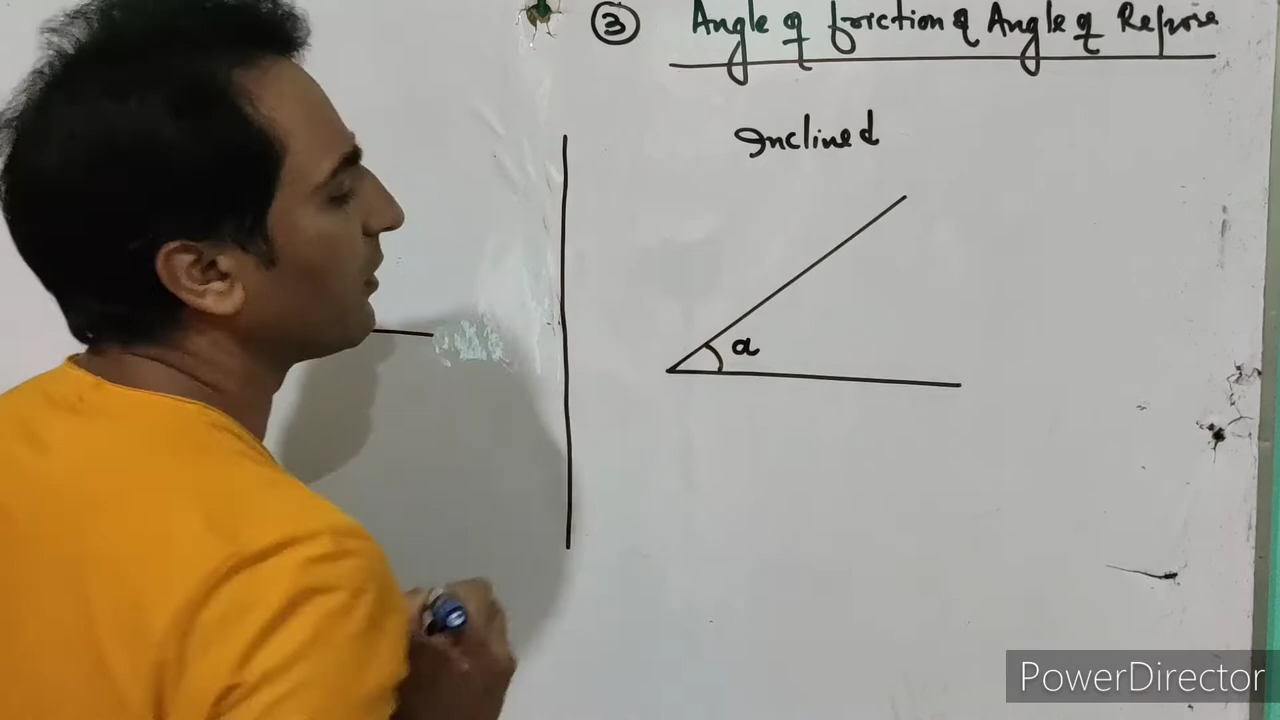 ③ Angle of friction & Angle of Repose
Inclined
α
PowerDirector